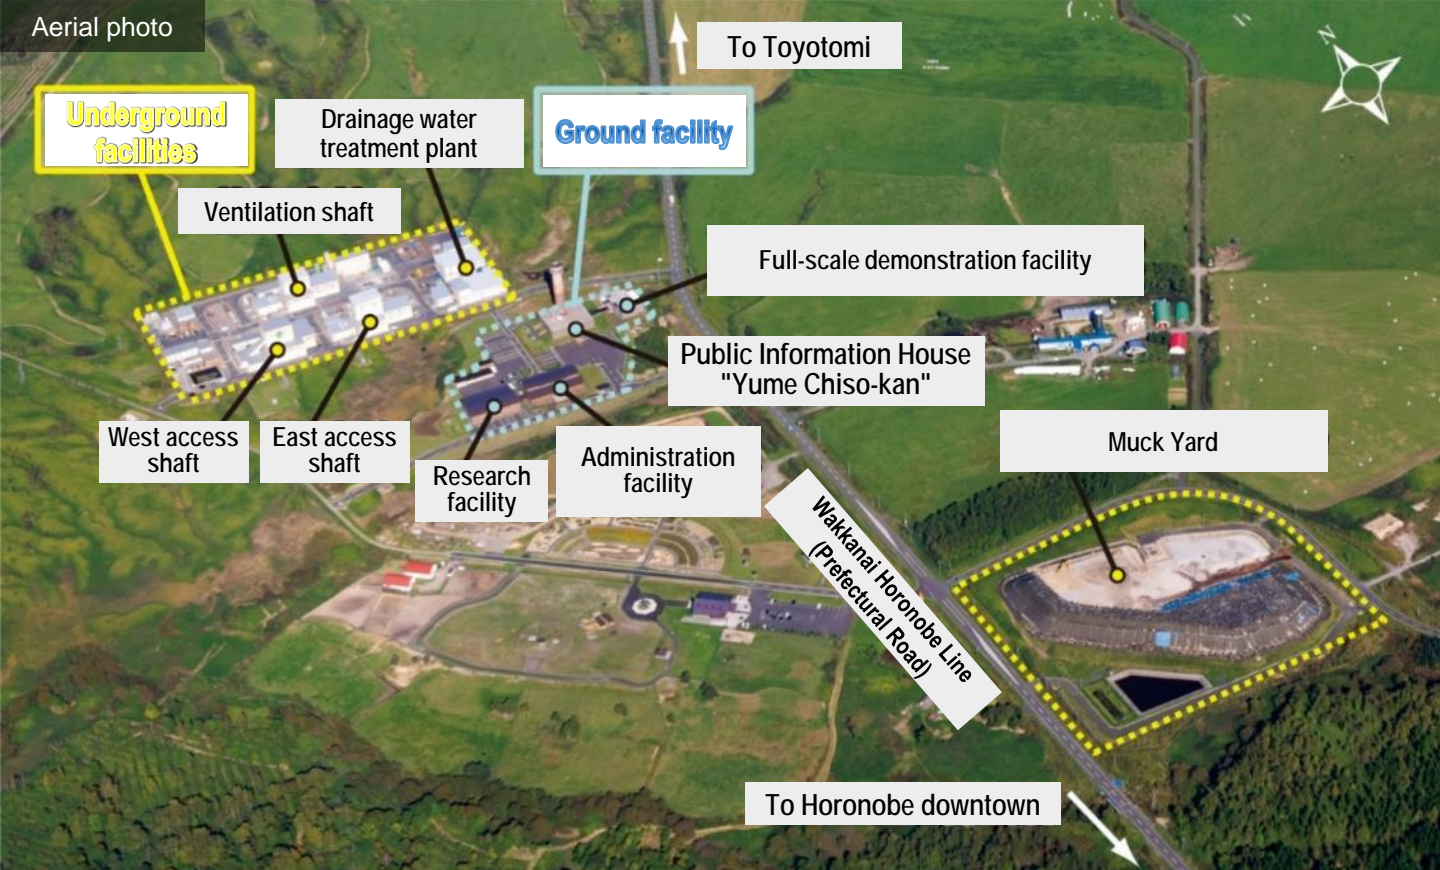 Aerial photo
To Toyotomi
N
Underground
facilities
Drainage water
treatment plant
Ground facility
Ventilation shaft
Full-scale demonstration facility
Public Information House
"Yume Chiso-kan"
West access
shaft
East access
shaft
Research
facility
Administration
facility
Muck Yard
Wakkanai Horonobe Line
(Prefectural Road)
To Horonobe downtown